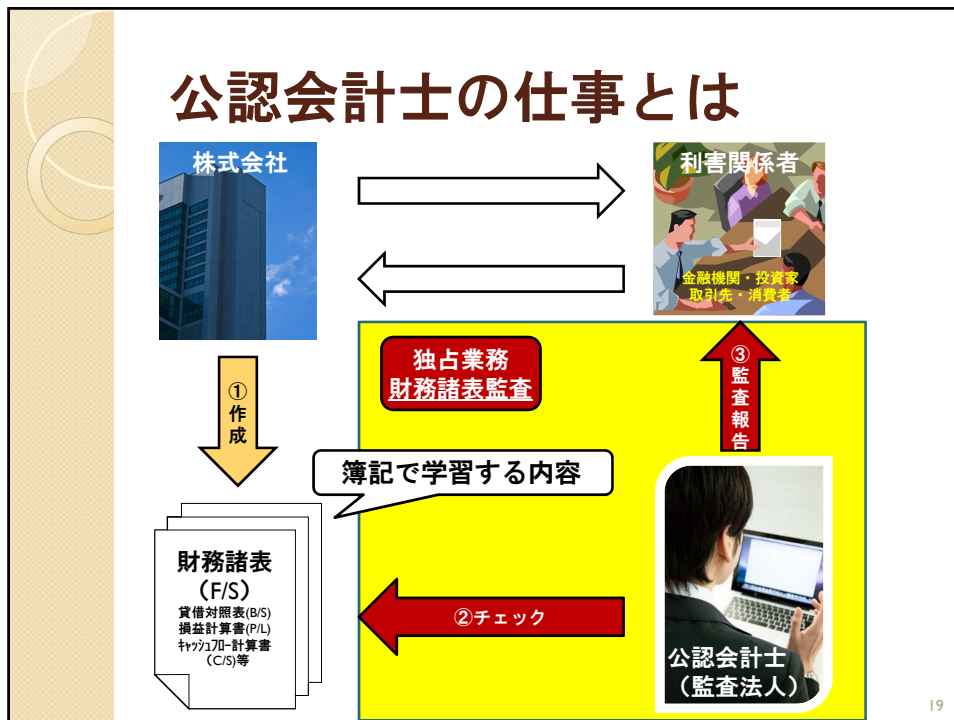 公認会計士の仕事とは
株式会社
利害関係者
金融機関・投資家
取引先・消費者
独占業務
財務諸表監査
①作成
③監査報告
簿記で学習する内容
財務諸表
（F/S）
貸借対照表(B/S)
損益計算書(P/L)
ｷｬｯｼｭﾌﾛｰ計算書
（C/S)等
②チェック
公認会計士
（監査法人）
19